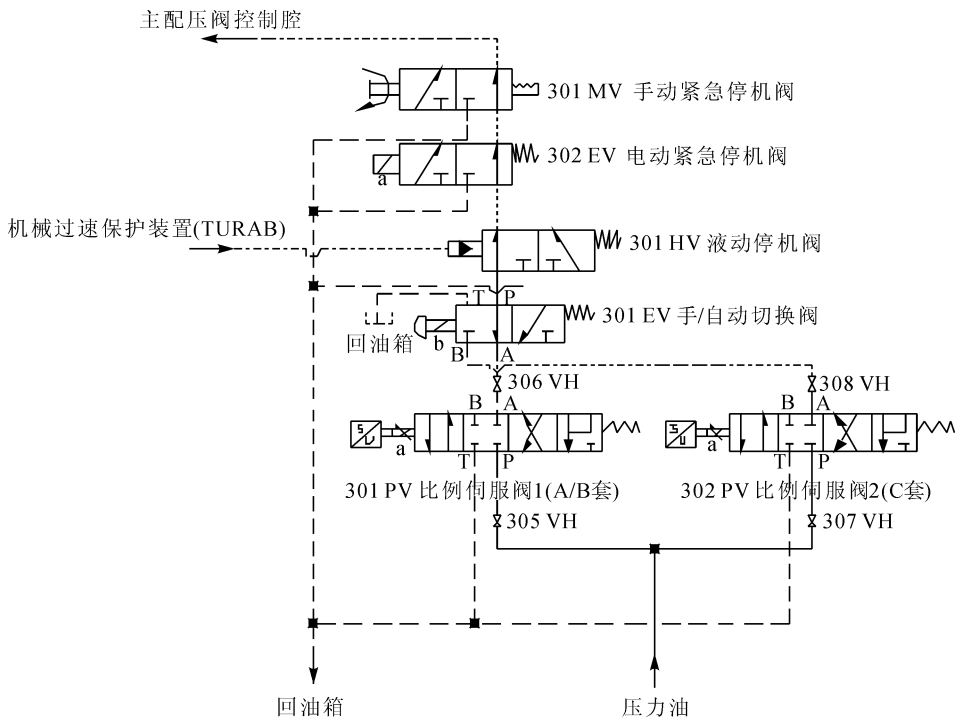 主配压阀控制腔
301 MV 手动紧急停机阀
302 EV 电动紧急停机阀
a
机械过速保护装置(TURAB)
301 HV 液动停机阀
T P
301 EV 手/自动切换阀
回油箱
b
B A
306 VH
308 VH
B A
B A
a
a
T P
T P
301 PV 比例伺服阀1(A/B套)
302 PV 比例伺服阀2(C套)
305 VH
307 VH
回油箱
压力油